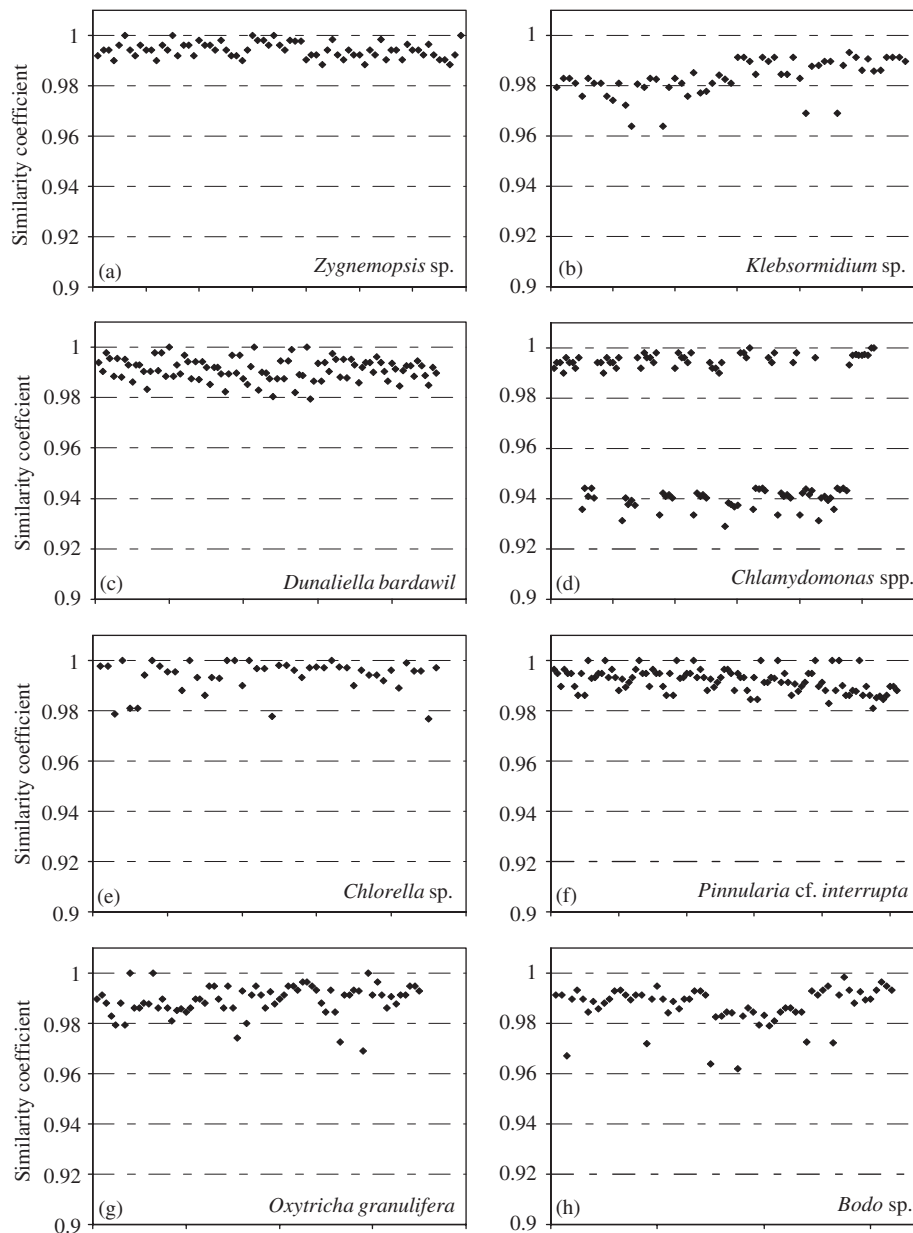 1
0.98
0.96
0.94
0.92
0.9
Similarity coefficient
(a)
Zygnemopsis sp.
1
0.98
0.96
0.94
0.92
0.9
(b)
Klebsormidium sp.
1
0.98
0.96
0.94
0.92
0.9
Similarity coeffcient
(c)
Dunaliella bardawil
1
0.98
0.96
0.94
0.92
0.9
(d)
Chlamydomonas spp.
1
0.98
0.96
0.94
0.92
0.9
Similarity coefficient
(e)
Chlorella sp.
1
0.98
0.96
0.94
0.92
0.9
(f)
Pinnularia cf. interrupta
1
0.98
0.96
0.94
0.92
0.9
Similarity coefficient
(g)
Oxytricha granulifera
1
0.98
0.96
0.94
0.92
0.9
(h)
Bodo sp.